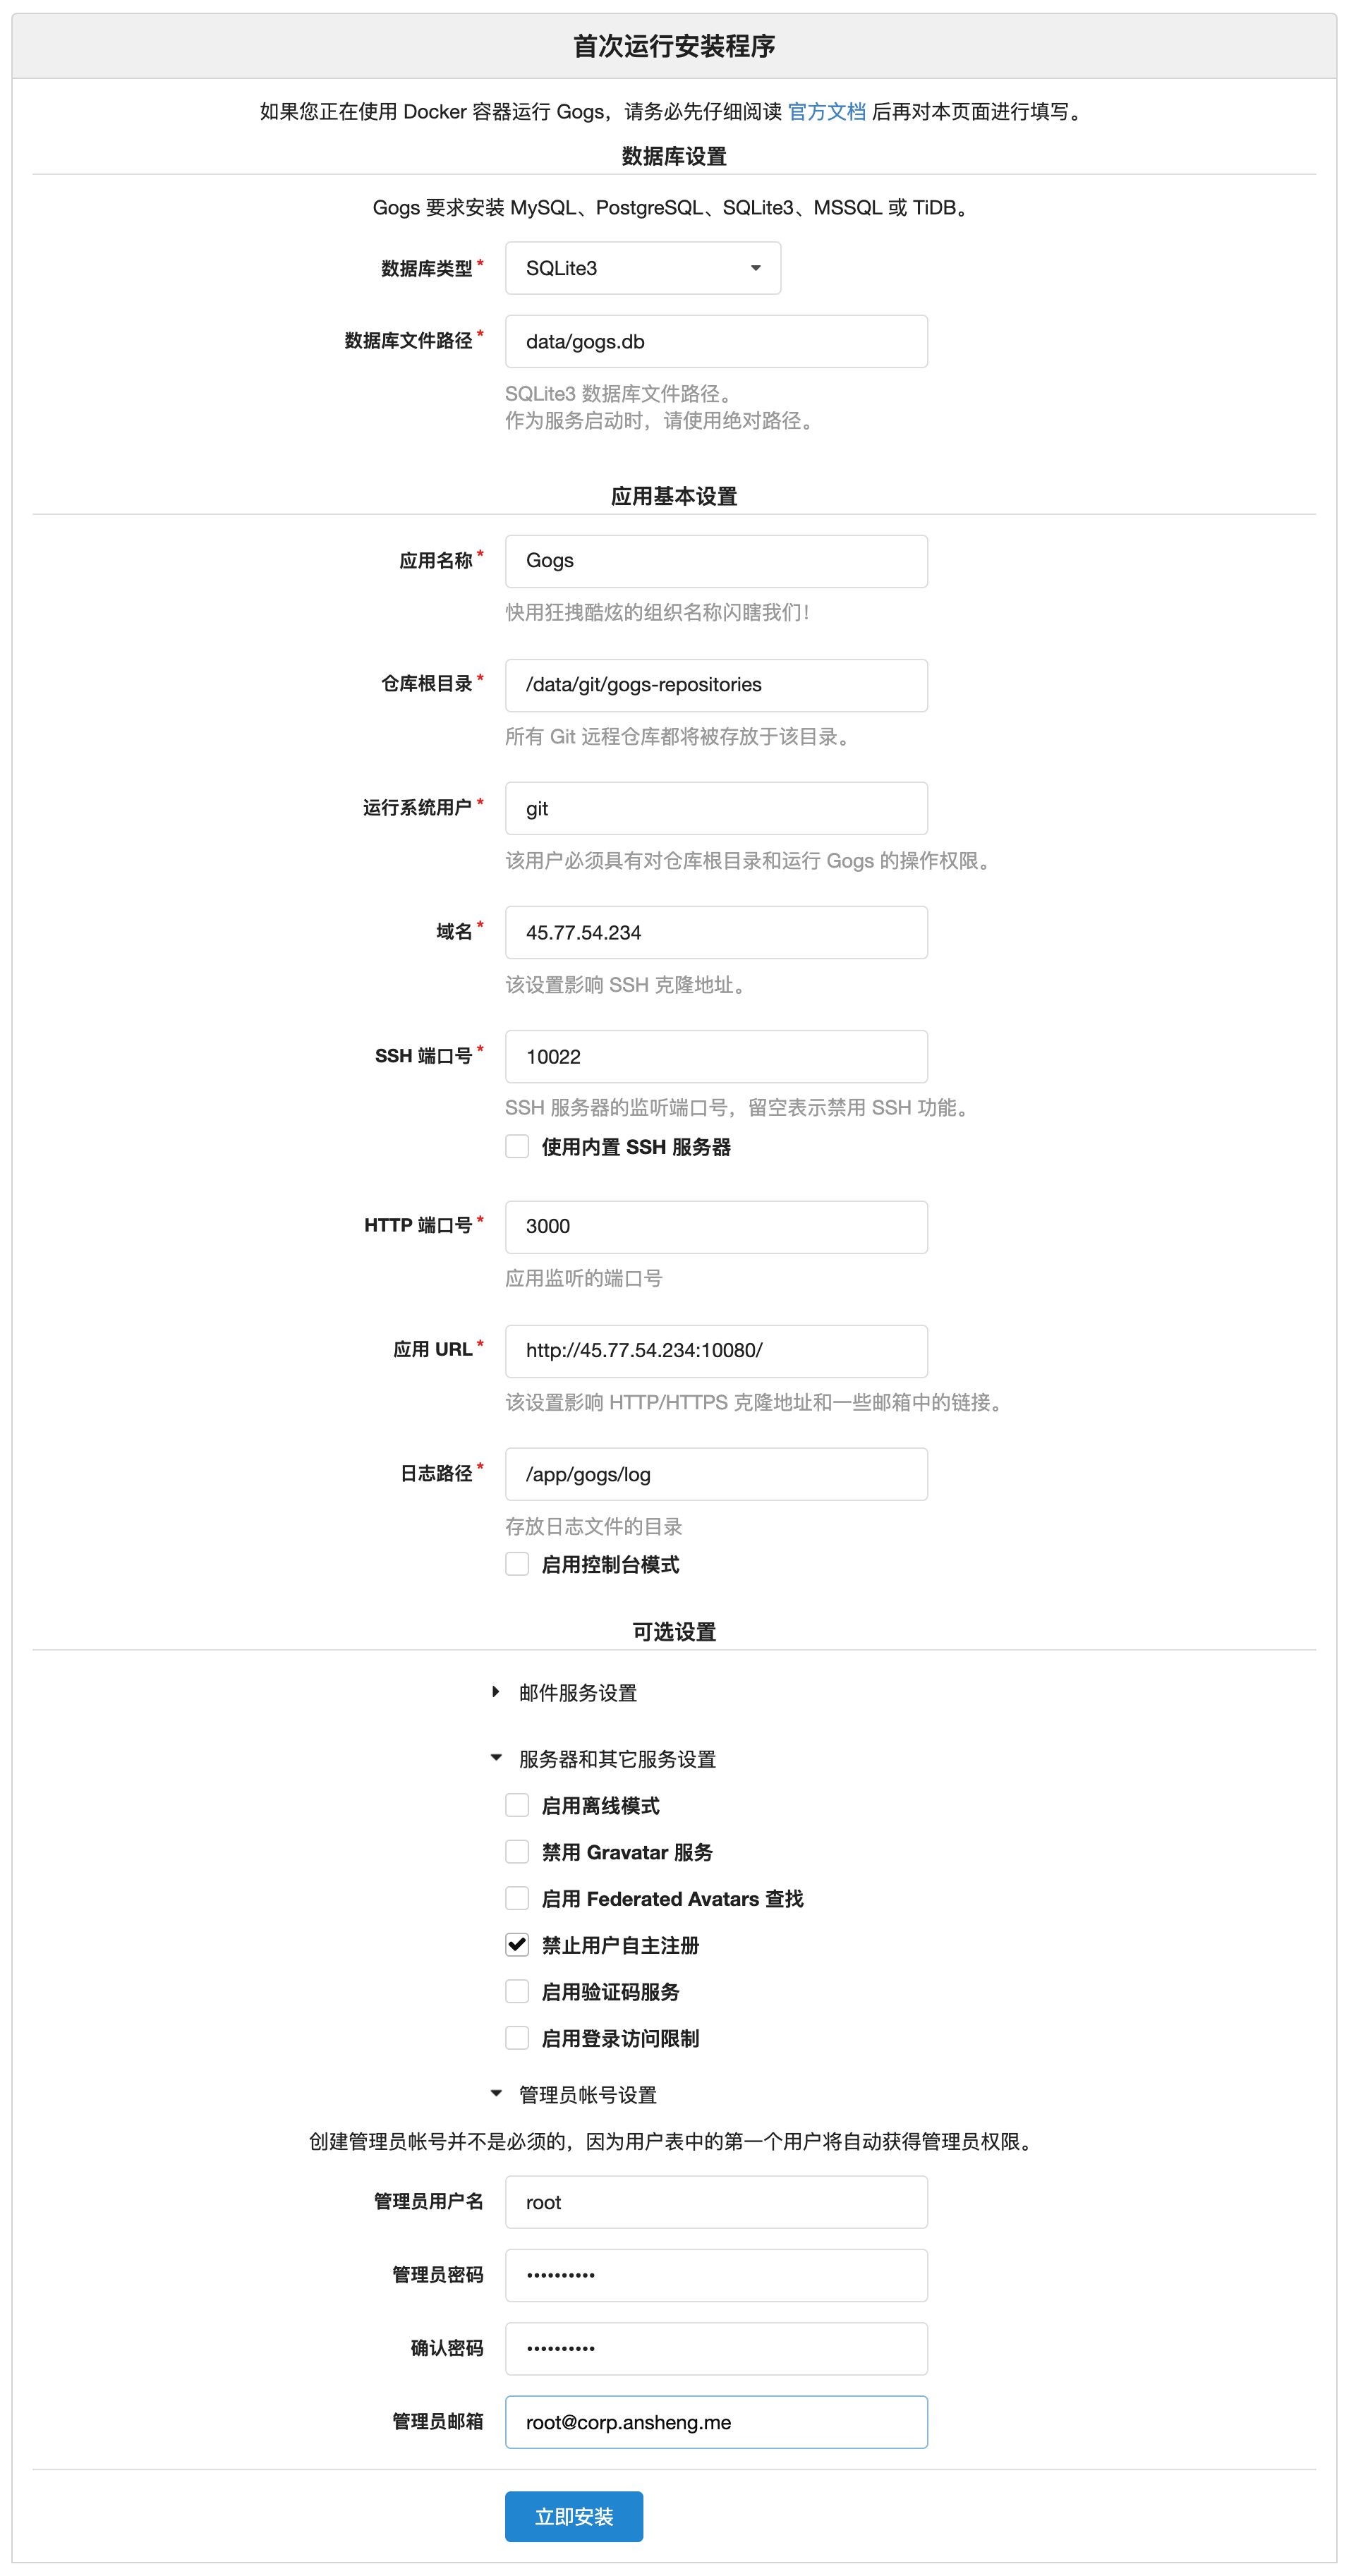 首次运行安装程序
如果您正在使用 Docker 容器运行 Gogs，请务必先仔细阅读 官方文档 后再对本页面进行填写。
数据库设置
Gogs 要求安装 MySQL、PostgreSQL、SQLite3、MSSQL 或 TiDB。
数据库类型* SQLite3
数据库文件路径* data/gogs.db
SQLite3 数据库文件路径。
作为服务启动时，请使用绝对路径。
应用基本设置
应用名称* Gogs
快用狂拽酷炫的组织名称闪瞎我们！
仓库根目录* /data/git/gogs-repositories
所有 Git 远程仓库都将被存放于该目录。
运行系统用户* git
该用户必须具有对仓库根目录和运行 Gogs 的操作权限。
域名* 45.77.54.234
该设置影响 SSH 克隆地址。
SSH 端口号* 10022
SSH 服务器的监听端口号，留空表示禁用 SSH 功能。
使用内置 SSH 服务器
HTTP 端口号* 3000
应用监听的端口号
应用 URL* http://45.77.54.234:10080/
该设置影响 HTTP/HTTPS 克隆地址和一些邮箱中的链接。
日志路径* /app/gogs/log
存放日志文件的目录
启用控制台模式
可选设置
邮件服务设置
服务器和其它服务设置
启用离线模式
禁用 Gravatar 服务
启用 Federated Avatars 查找
禁止用户自主注册
启用验证码服务
启用登录访问限制
管理员帐号设置
创建管理员帐号并不是必须的，因为用户表中的第一个用户将自动获得管理员权限。
管理员用户名 root
管理员密码 ••••••••••
确认密码 ••••••••••
管理员邮箱 root@corp.ansheng.me
立即安装